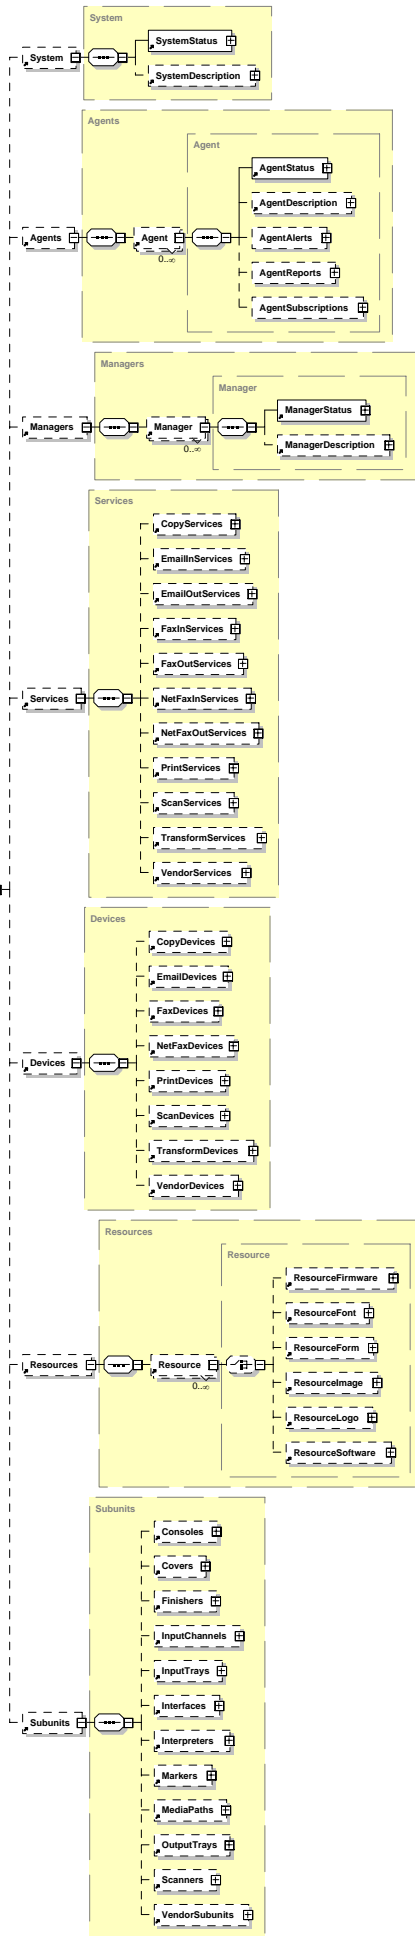 System
System
SystemStatus
SystemDescription
Agents
Agents
Agent
0..∞
Agent
AgentStatus
AgentDescription
AgentAlerts
AgentReports
AgentSubscriptions
Managers
Managers
Manager
0..∞
Manager
ManagerStatus
ManagerDescription
Services
Services
CopyServices
EmailInServices
EmailOutServices
FaxInServices
FaxOutServices
NetFaxInServices
NetFaxOutServices
PrintServices
ScanServices
TransformServices
VendorServices
Devices
Devices
CopyDevices
EmailDevices
FaxDevices
NetFaxDevices
PrintDevices
ScanDevices
TransformDevices
VendorDevices
Resources
Resources
Resource
0..∞
Resource
ResourceFirmware
ResourceFont
ResourceForm
ResourceImage
ResourceLogo
ResourceSoftware
Subunits
Subunits
Consoles
Covers
Finishers
InputChannels
InputTrays
Interfaces
Interpreters
Markers
MediaPaths
OutputTrays
Scanners
VendorSubunits